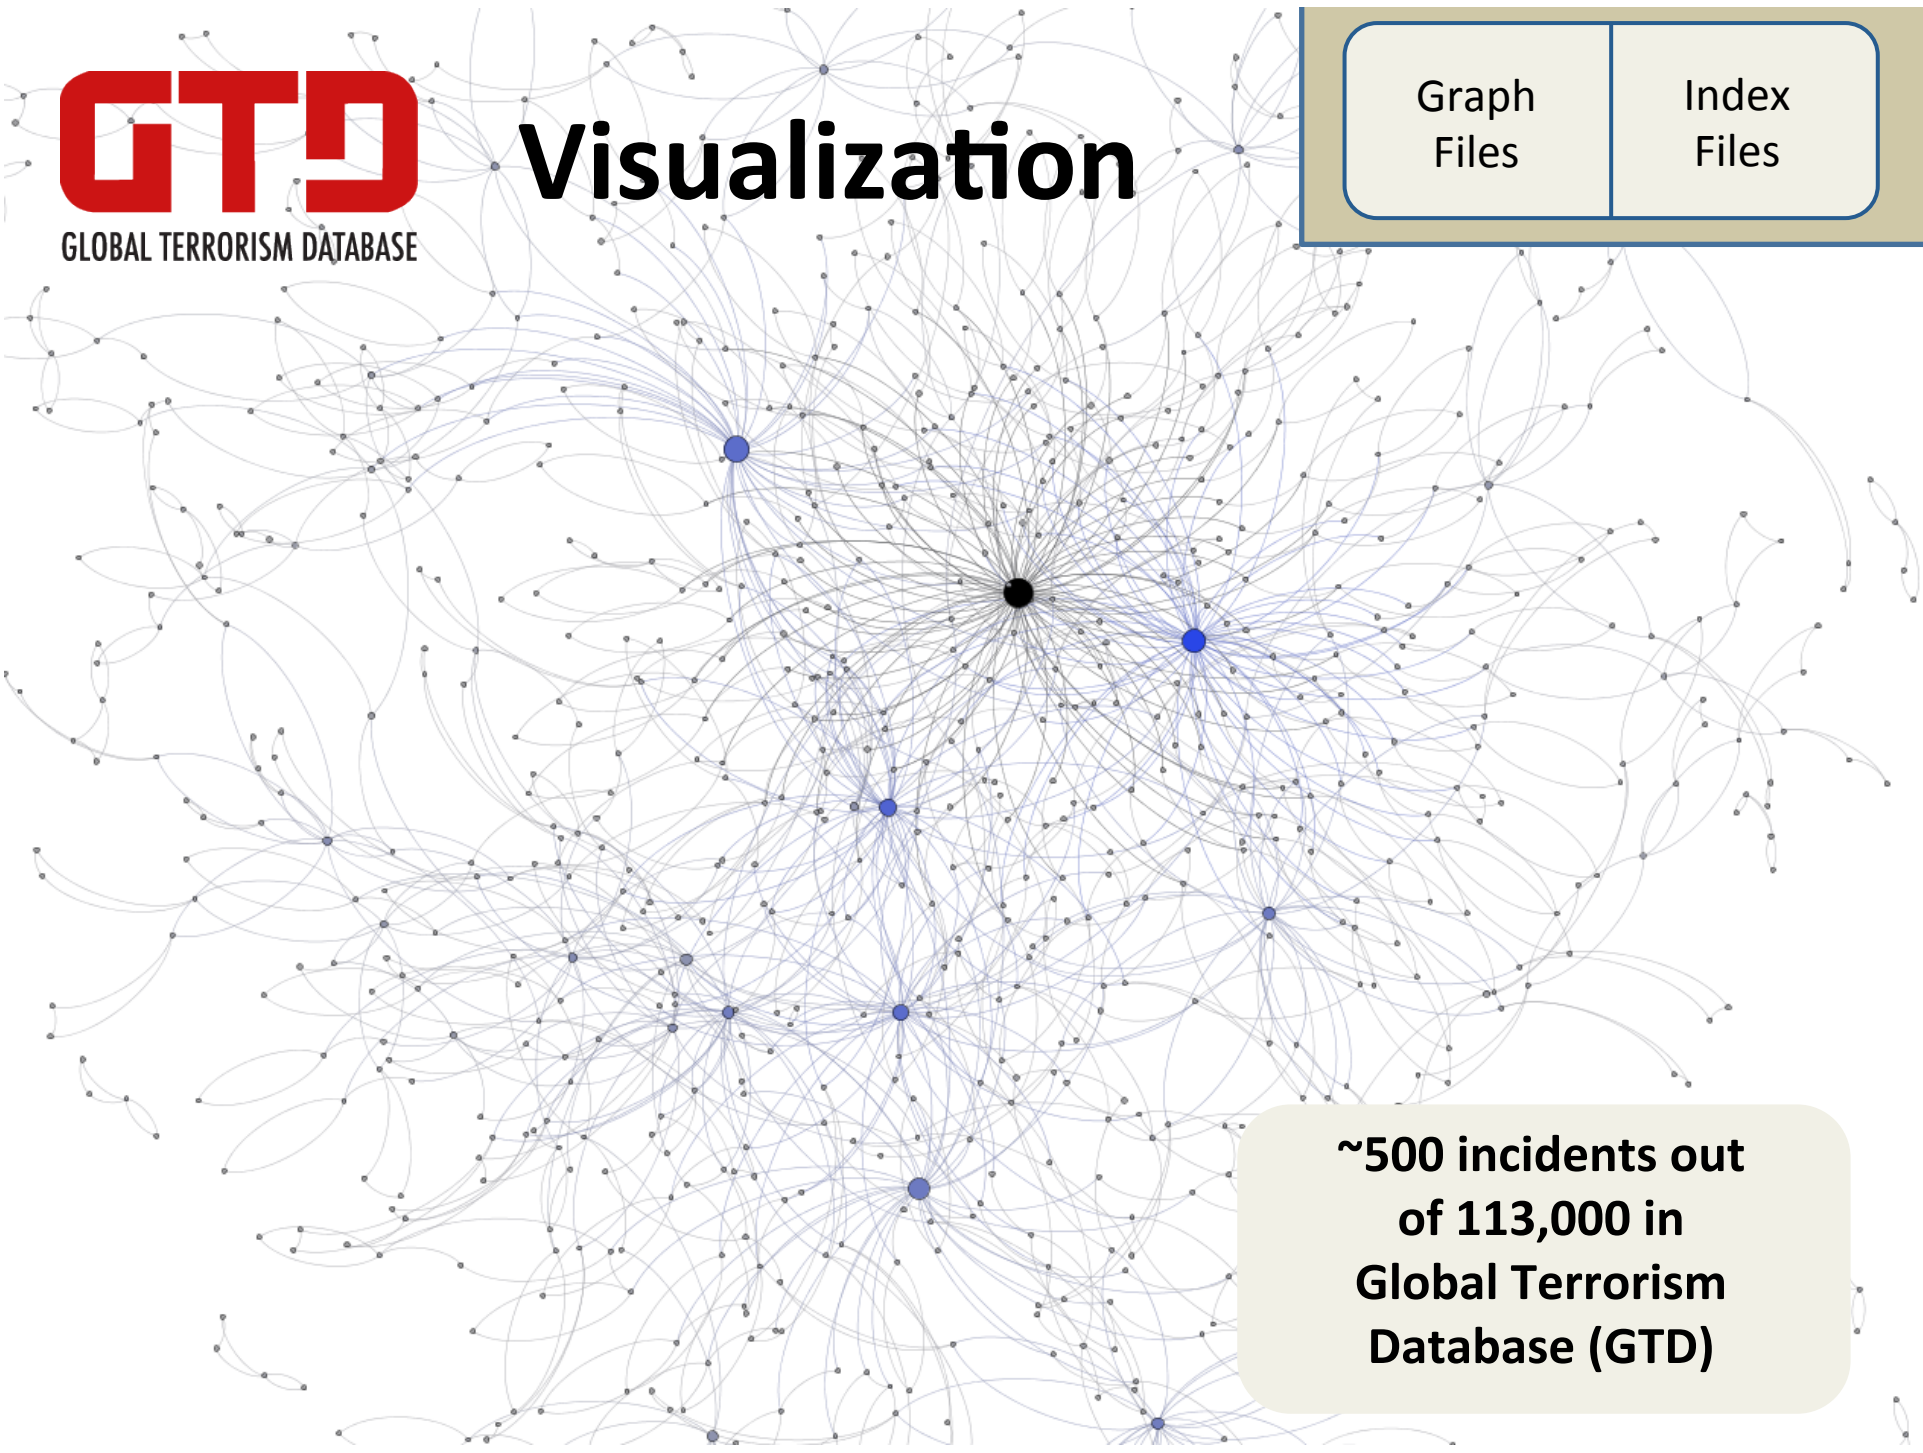 GTD
GLOBAL TERRORISM DATABASE
Visualization
Graph
Files
Index
Files
~500 incidents out
of 113,000 in
Global Terrorism
Database (GTD)